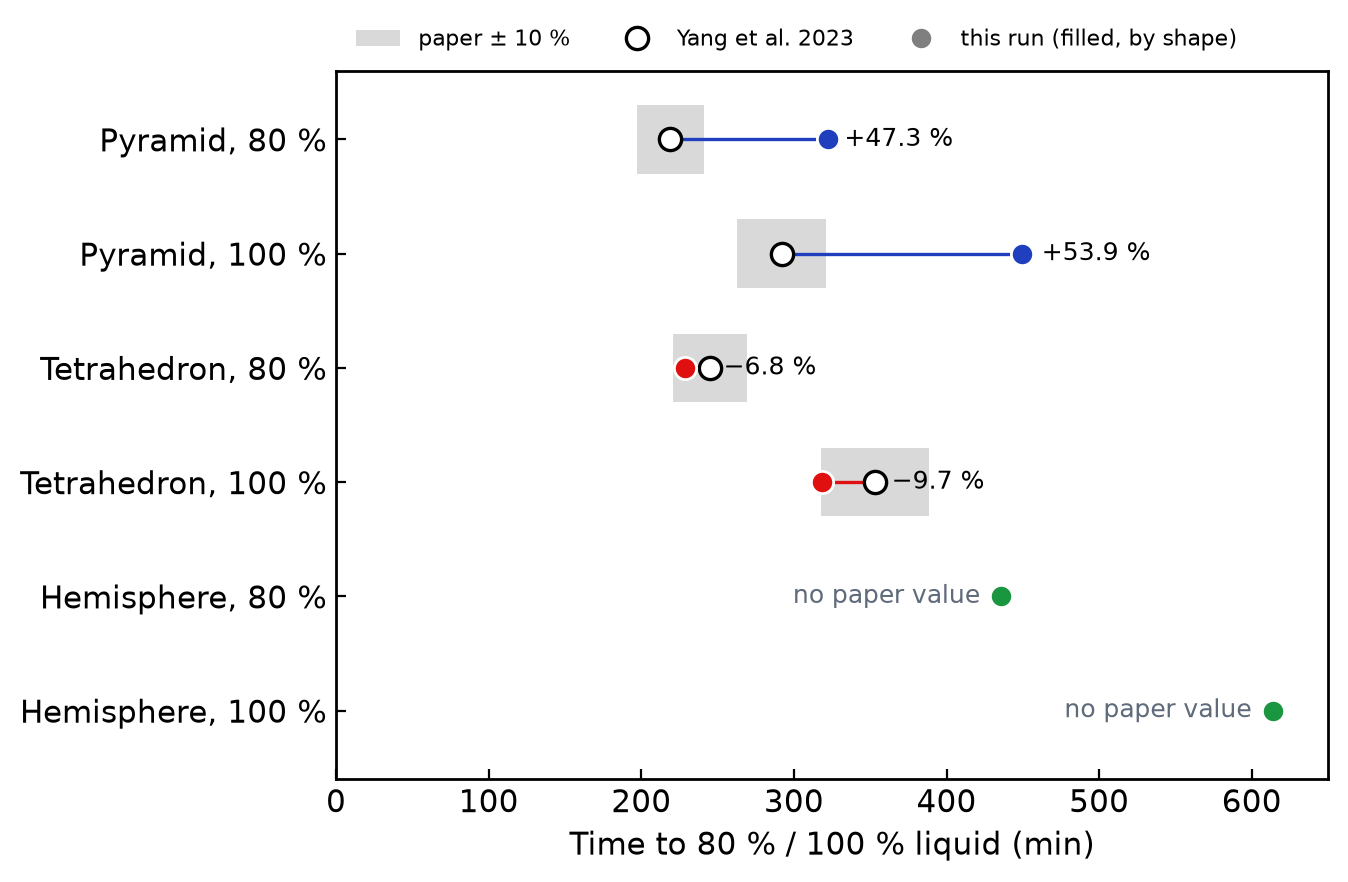 paper ± 10 % Yang et al. 2023 this run (filled, by shape)
Pyramid, 80 % +47.3 %
Pyramid, 100 % +53.9 %
Tetrahedron, 80 % −6.8 %
Tetrahedron, 100 % −9.7 %
Hemisphere, 80 % no paper value
Hemisphere, 100 % no paper value
0 100 200 300 400 500 600
Time to 80 % / 100 % liquid (min)